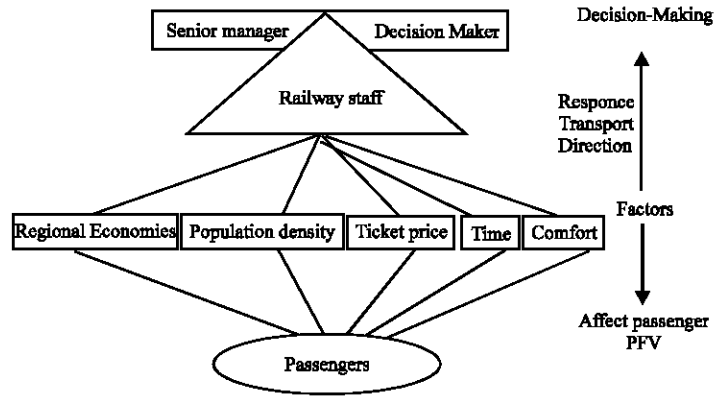 Senior manager
Decision Maker
Decision-Making
Railway staff
Responce
Transport
Direction
Regional Economies
Population density
Ticket price
Time
Comfort
Factors
Affect passenger
PFV
Passengers